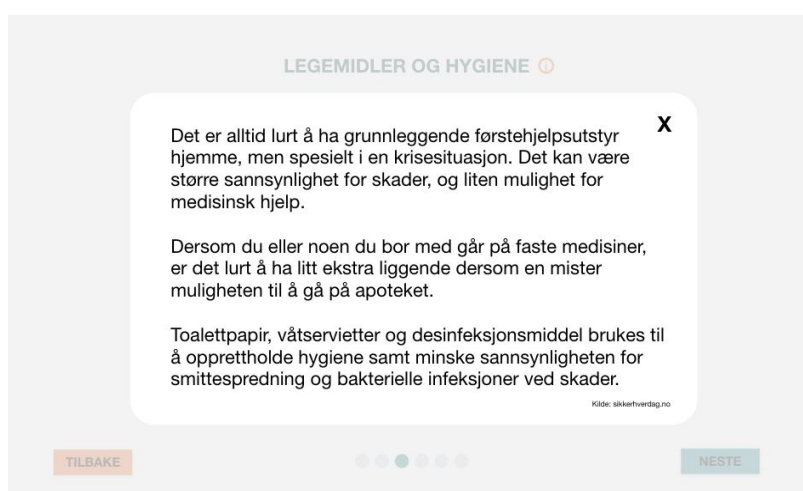 LEGEMIDLER OG HYGIENE
X
Det er alltid lurt å ha grunnleggende førstehjelpsutstyr
hjemme, men spesielt i en krisesituasjon. Det kan være
større sannsynlighet for skader, og liten mulighet for
medisinsk hjelp.
Dersom du eller noen du bor med går på faste medisiner,
er det lurt å ha litt ekstra liggende dersom en mister
muligheten til å gå på apoteket.
Toalettpapir, våtservietter og desinfeksjonsmiddel brukes til
å opprettholde hygiene samt minske sannsynligheten for
smittespredning og bakterielle infeksjoner ved skader.
Kilde: sikkerhverdag.no
TILBAKE
NESTE